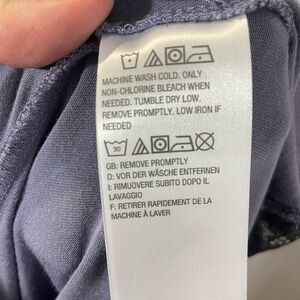 MACHINE WASH COLD. ONLY
NON-CHLORINE BLEACH WHEN
NEEDED. TUMBLE DRY LOW.
REMOVE PROMPTLY. LOW IRON IF
NEEDED
30
GB: REMOVE PROMPTLY
D: VOR DER WÄSCHE ENTFERNEN
I: RIMUOVERE SUBITO DOPO IL
LAVAGGIO
F: RETIRER RAPIDEMENT DE LA
MACHINE À LAVER